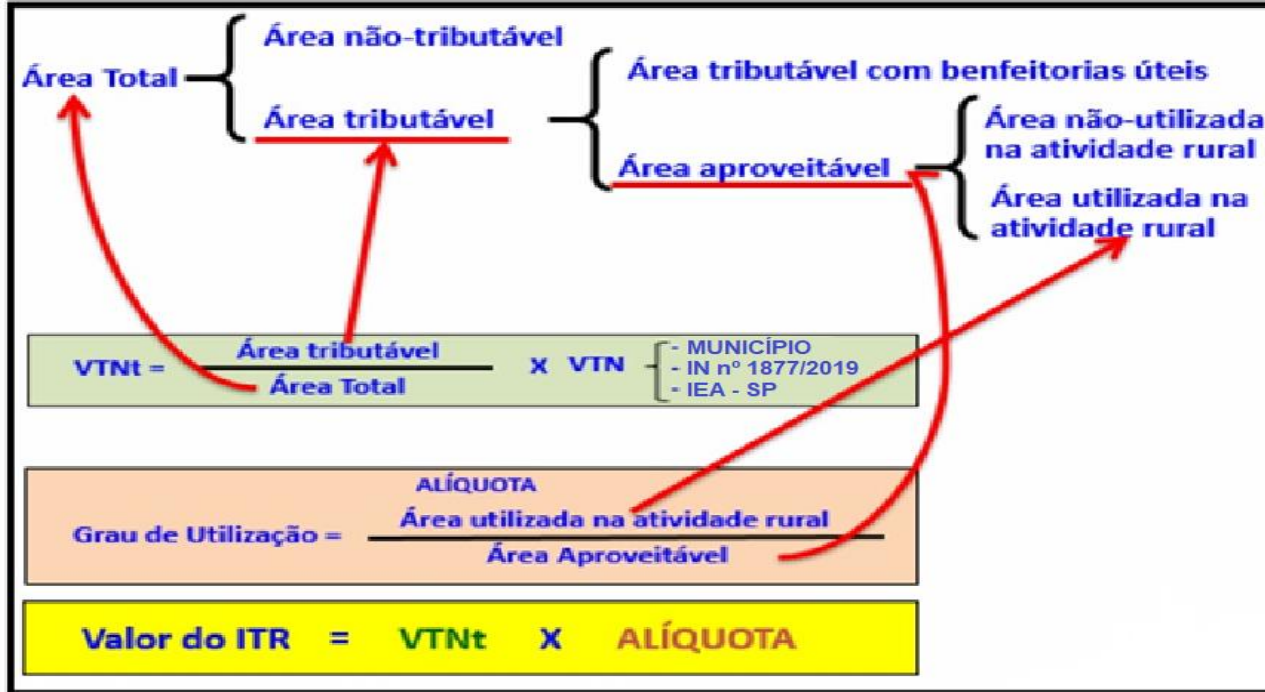 Área Total
Área não-tributável
Área tributável
Área tributável com benfeitorias úteis
Área aproveitável
Área não-utilizada
na atividade rural
Área utilizada na
atividade rural
VTNt = Área tributável
Área Total
X VTN
- MUNICÍPIO
- IN nº 1877/2019
- IEA - SP
ALÍQUOTA
Grau de Utilização = Área utilizada na atividade rural
Área Aproveitável
Valor do ITR = VTNt X ALÍQUOTA